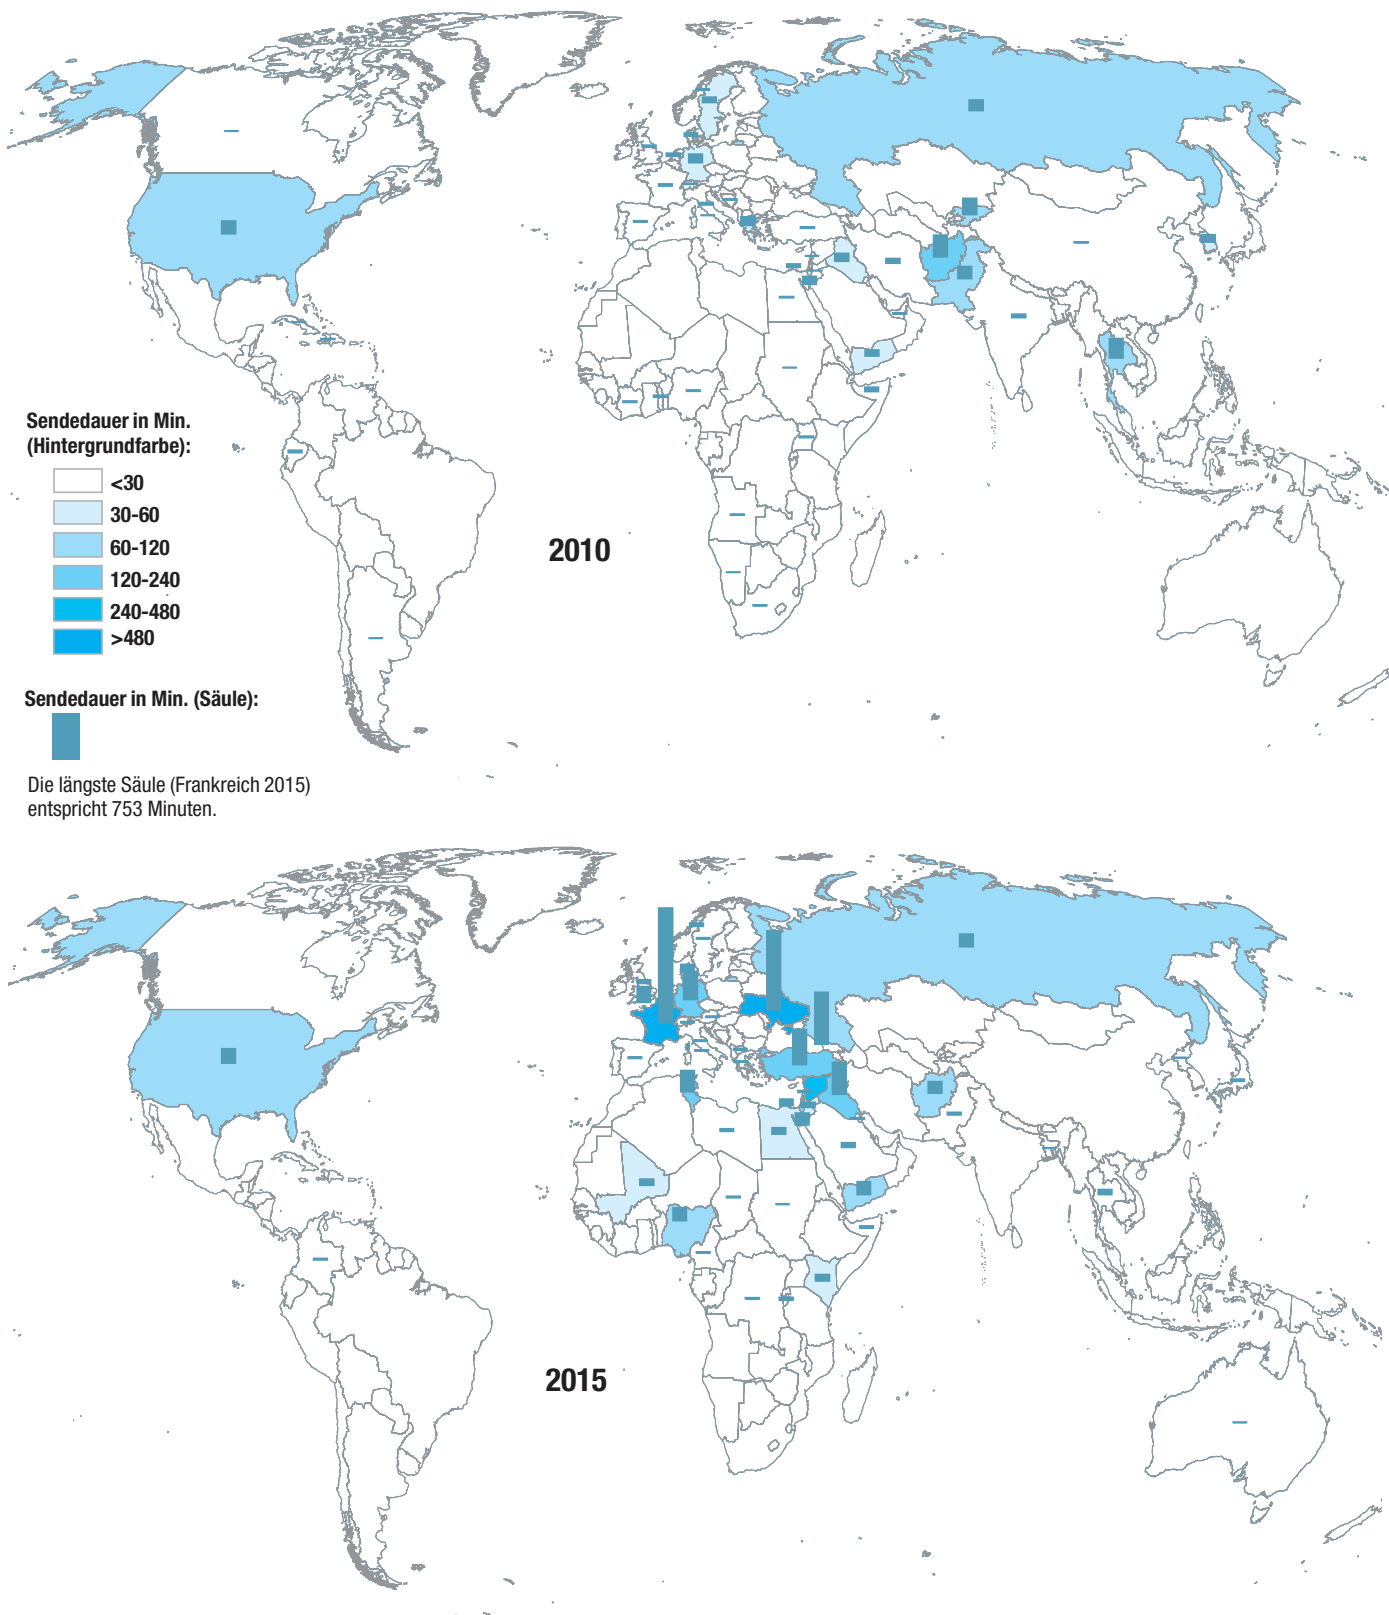 Sendedauer in Min.
(Hintergrundfarbe):
<30
30-60
60-120
120-240
240-480
>480
2010
Sendedauer in Min. (Säule):
Die längste Säule (Frankreich 2015)
entspricht 753 Minuten.
2015